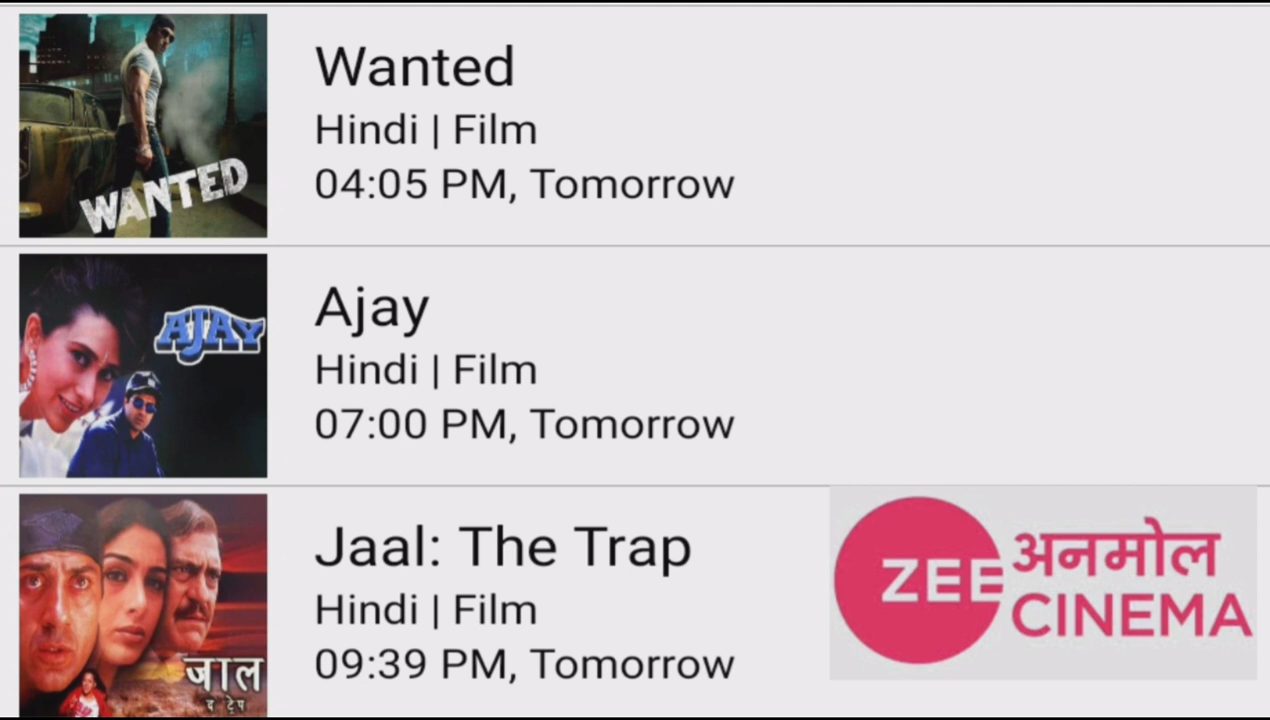 WANTED
Wanted
Hindi | Film
04:05 PM, Tomorrow
AJAY
Ajay
Hindi | Film
07:00 PM, Tomorrow
जाल
द ट्रेप
Jaal: The Trap
Hindi | Film
09:39 PM, Tomorrow
ZEE अनमोल
CINEMA